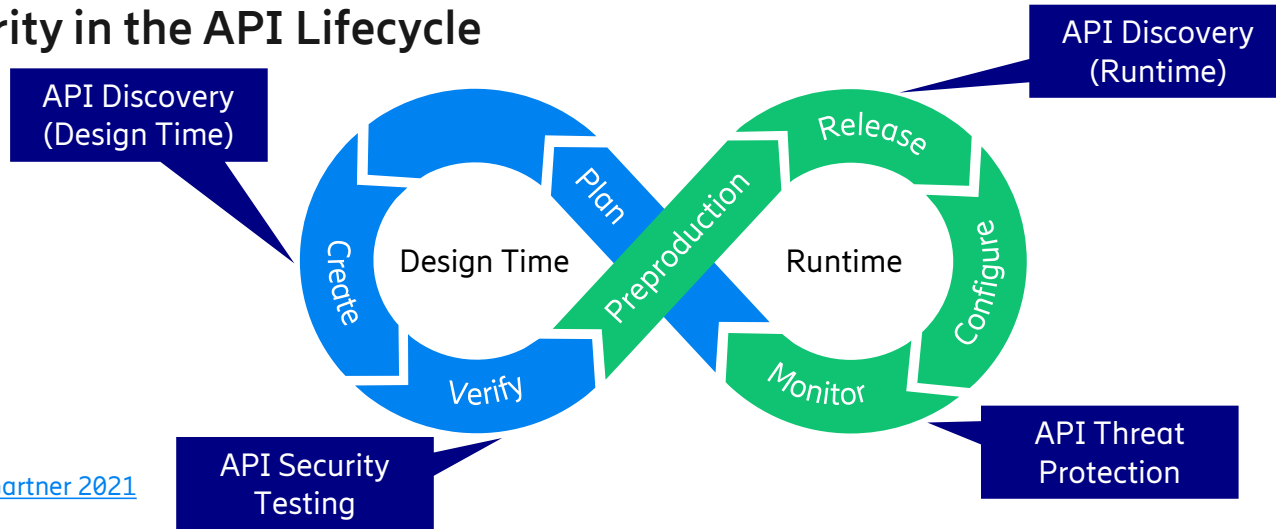 rity in the API Lifecycle
API Discovery
(Runtime)
API Discovery
(Design Time)
Release
Plan
Preproduction
Create
Design Time
Runtime
Configure
Verify
Monitor
API Security
Testing
API Threat
Protection
artner 2021